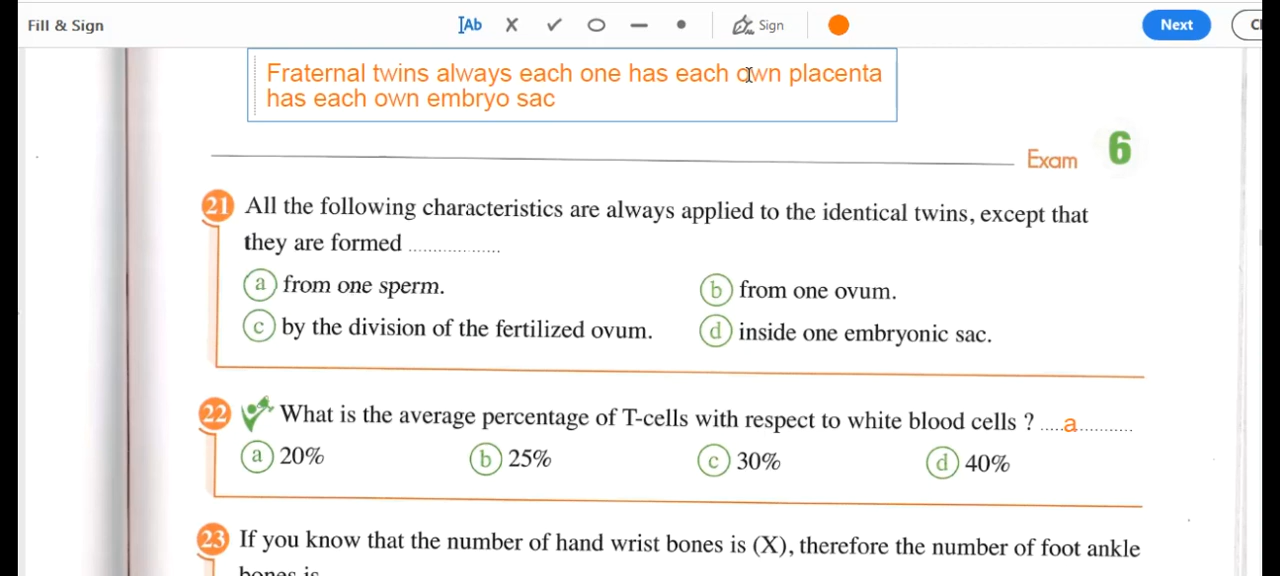 Fill & Sign
Ab
Sign
Next
Fraternal twins always each one has each own placenta
has each own embryo sac
Exam 6
21 All the following characteristics are always applied to the identical twins, except that
they are formed ..................
a from one sperm.
b from one ovum.
c by the division of the fertilized ovum.
d inside one embryonic sac.
22 What is the average percentage of T-cells with respect to white blood cells ? .....a...........
a 20%
b 25%
c 30%
d 40%
23 If you know that the number of hand wrist bones is (X), therefore the number of foot ankle
bones is